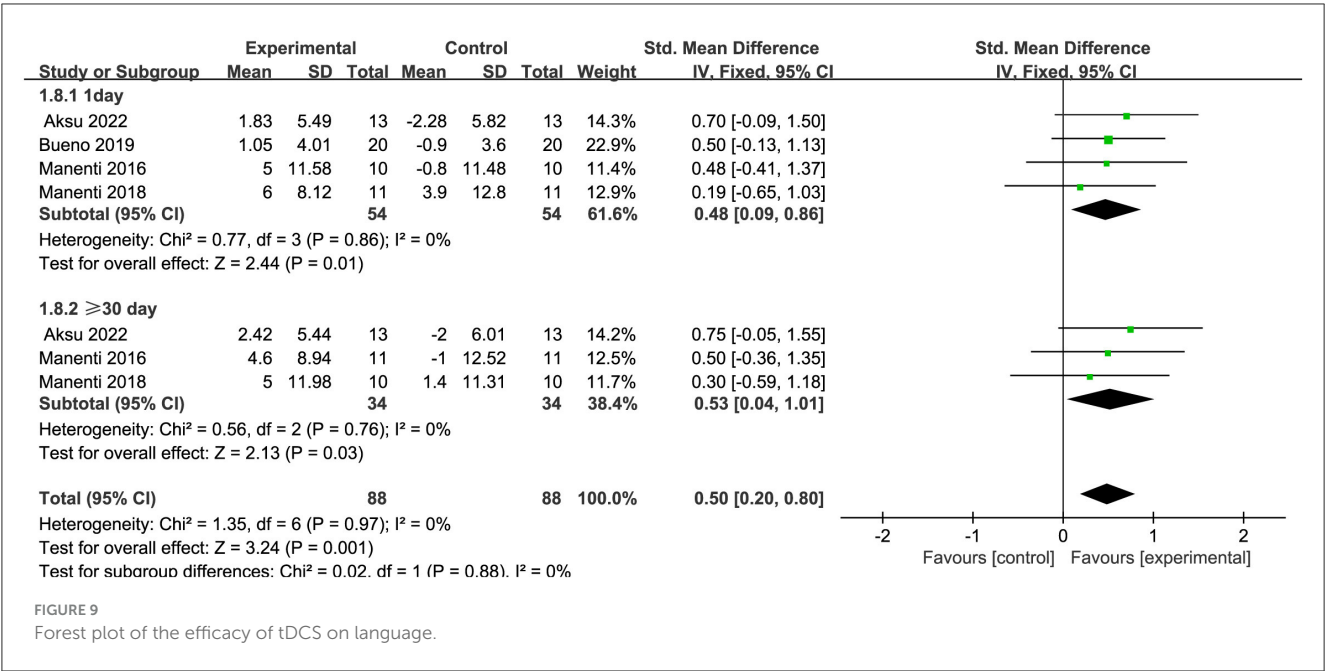 Experimental Control Std. Mean Difference Std. Mean Difference
Study or Subgroup Mean SD Total Mean SD Total Weight IV, Fixed, 95% CI IV, Fixed, 95% CI
1.8.1 1day
Aksu 2022 1.83 5.49 13 -2.28 5.82 13 14.3% 0.70 [-0.09, 1.50]
Bueno 2019 1.05 4.01 20 -0.9 3.6 20 22.9% 0.50 [-0.13, 1.13]
Manenti 2016 5 11.58 10 -0.8 11.48 10 11.4% 0.48 [-0.41, 1.37]
Manenti 2018 6 8.12 11 3.9 12.8 11 12.9% 0.19 [-0.65, 1.03]
Subtotal (95% CI) 54 54 61.6% 0.48 [0.09, 0.86]
Heterogeneity: Chi² = 0.77, df = 3 (P = 0.86); I² = 0%
Test for overall effect: Z = 2.44 (P = 0.01)
1.8.2 ⩾30 day
Aksu 2022 2.42 5.44 13 -2 6.01 13 14.2% 0.75 [-0.05, 1.55]
Manenti 2016 4.6 8.94 11 -1 12.52 11 12.5% 0.50 [-0.36, 1.35]
Manenti 2018 5 11.98 10 1.4 11.31 10 11.7% 0.30 [-0.59, 1.18]
Subtotal (95% CI) 34 34 38.4% 0.53 [0.04, 1.01]
Heterogeneity: Chi² = 0.56, df = 2 (P = 0.76); I² = 0%
Test for overall effect: Z = 2.13 (P = 0.03)
Total (95% CI) 88 88 100.0% 0.50 [0.20, 0.80]
Heterogeneity: Chi² = 1.35, df = 6 (P = 0.97); I² = 0%
Test for overall effect: Z = 3.24 (P = 0.001)
Test for subgroup differences: Chi² = 0.02, df = 1 (P = 0.88), I² = 0%
-2 -1 0 1 2
Favours [control] Favours [experimental]
FIGURE 9
Forest plot of the efficacy of tDCS on language.